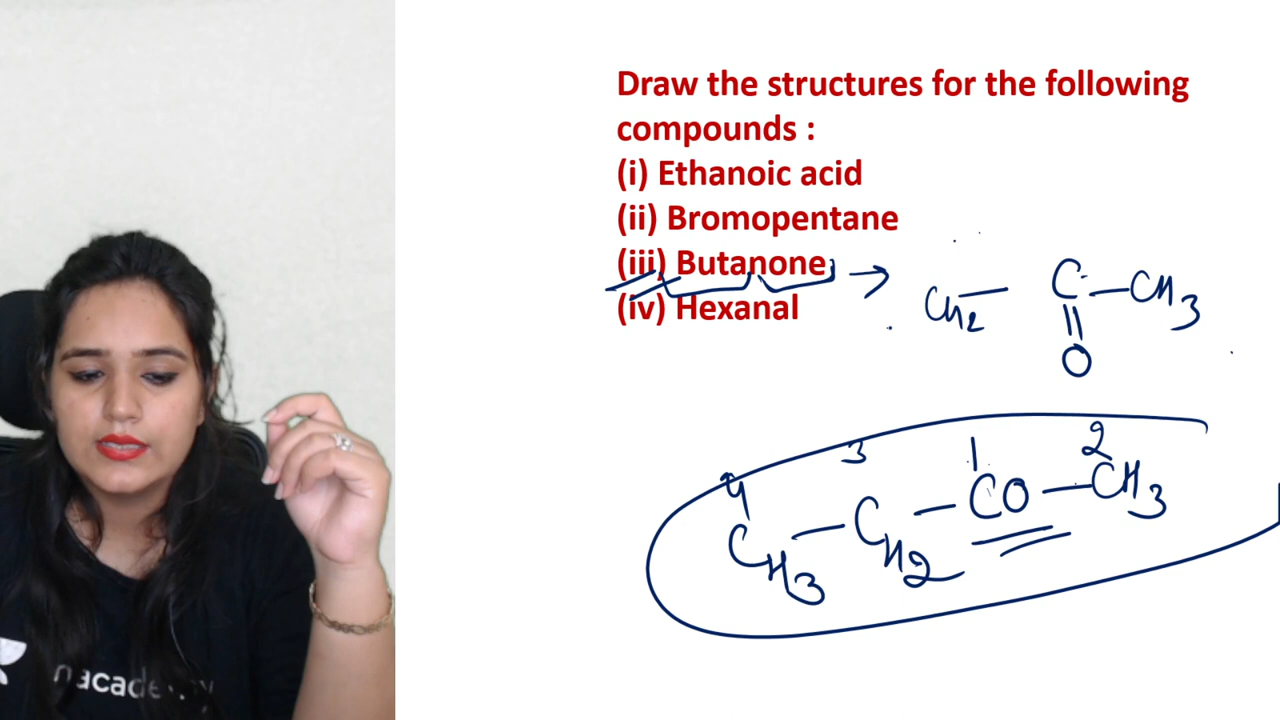 Draw the structures for the following
compounds :
(i) Ethanoic acid
(ii) Bromopentane
(iii) Butanone
(iv) Hexanal
CH2 — C — CH3
O
4 3 1 2
CH3 — CH2 — CO — CH3
nacademy